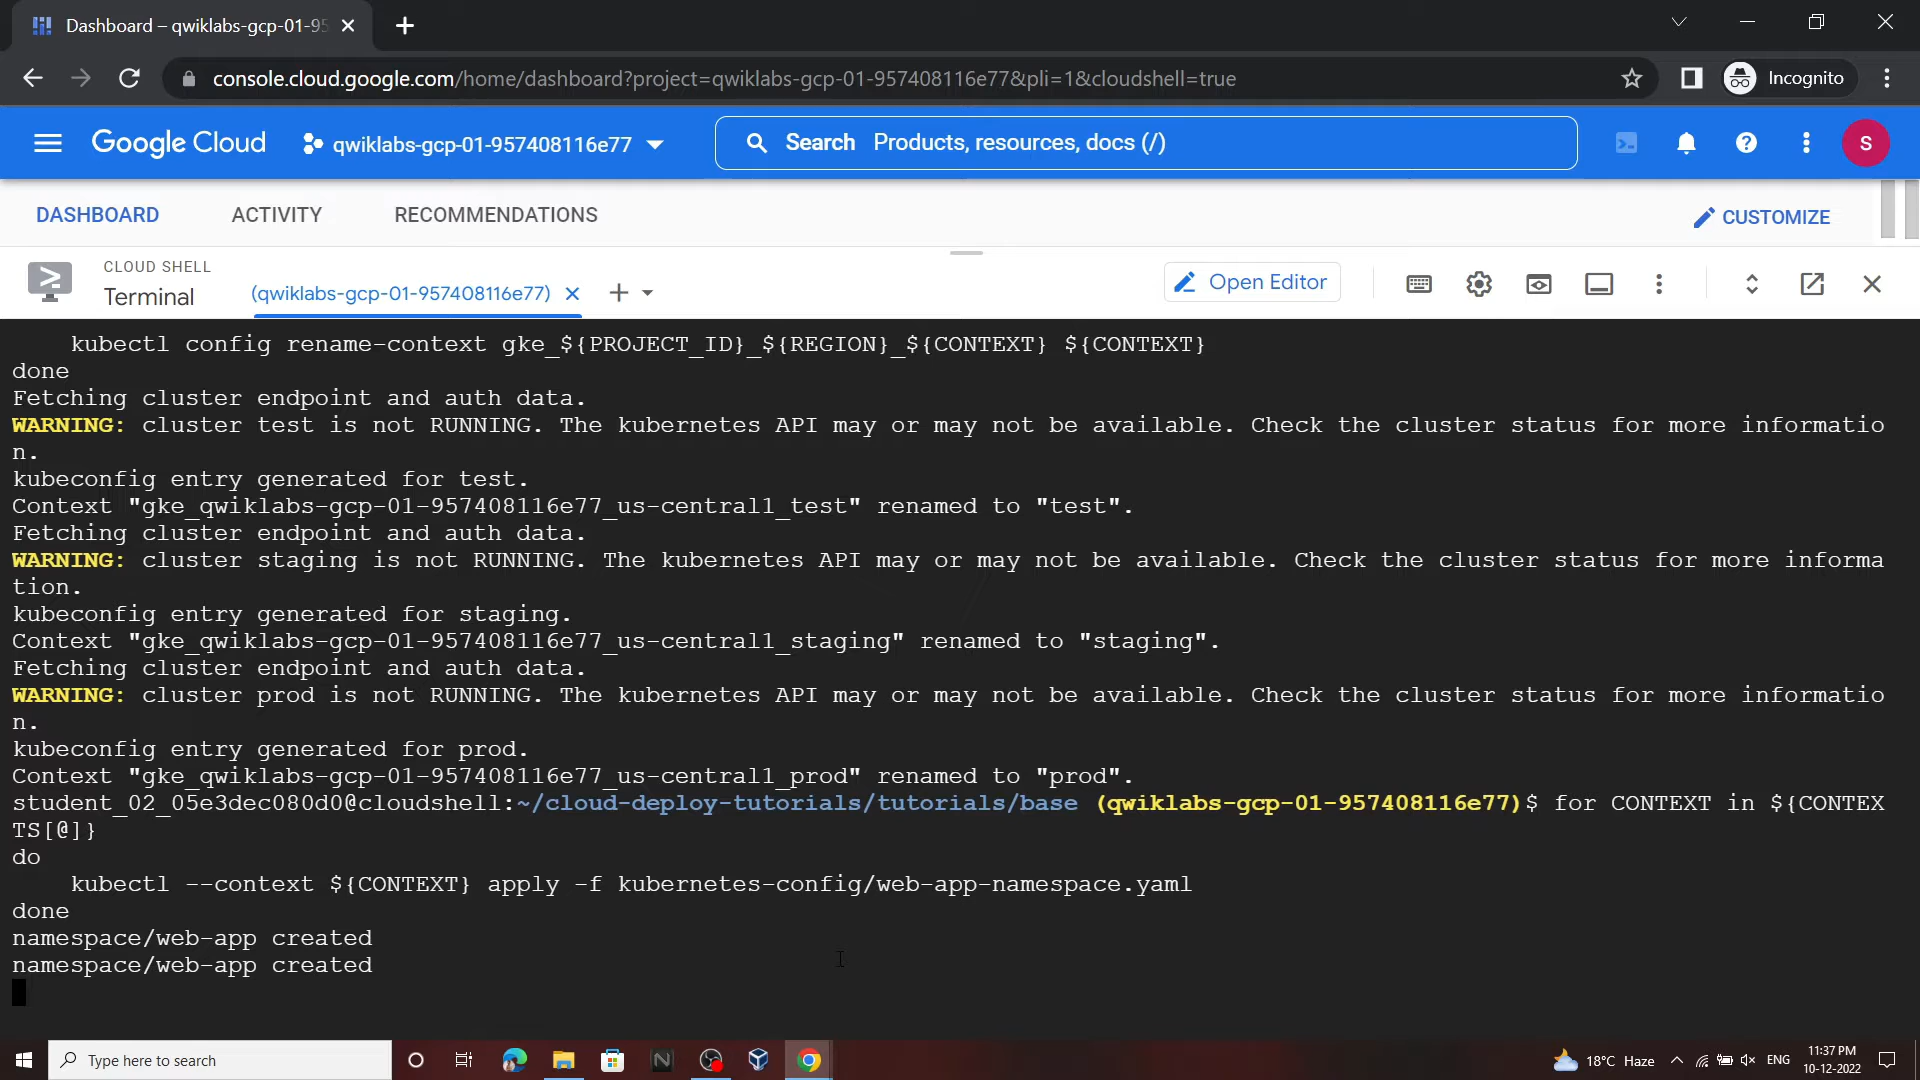 Dashboard – qwiklabs-gcp-01-95
console.cloud.google.com/home/dashboard?project=qwiklabs-gcp-01-957408116e77&pli=1&cloudshell=true
Incognito
Google Cloud
qwiklabs-gcp-01-957408116e77
Search Products, resources, docs (/)
S
DASHBOARD
ACTIVITY
RECOMMENDATIONS
CUSTOMIZE
CLOUD SHELL
Terminal
(qwiklabs-gcp-01-957408116e77)
Open Editor
kubectl config rename-context gke_${PROJECT_ID}_${REGION}_${CONTEXT} ${CONTEXT}
done
Fetching cluster endpoint and auth data.
WARNING: cluster test is not RUNNING. The kubernetes API may or may not be available. Check the cluster status for more informatio
n.
kubeconfig entry generated for test.
Context "gke_qwiklabs-gcp-01-957408116e77_us-central1_test" renamed to "test".
Fetching cluster endpoint and auth data.
WARNING: cluster staging is not RUNNING. The kubernetes API may or may not be available. Check the cluster status for more informa
tion.
kubeconfig entry generated for staging.
Context "gke_qwiklabs-gcp-01-957408116e77_us-central1_staging" renamed to "staging".
Fetching cluster endpoint and auth data.
WARNING: cluster prod is not RUNNING. The kubernetes API may or may not be available. Check the cluster status for more informatio
n.
kubeconfig entry generated for prod.
Context "gke_qwiklabs-gcp-01-957408116e77_us-central1_prod" renamed to "prod".
student_02_05e3dec080d0@cloudshell:~/cloud-deploy-tutorials/tutorials/base (qwiklabs-gcp-01-957408116e77)$ for CONTEXT in ${CONTEX
TS[@]}
do
kubectl --context ${CONTEXT} apply -f kubernetes-config/web-app-namespace.yaml
done
namespace/web-app created
namespace/web-app created
Type here to search
18°C Haze
ENG
11:37 PM
10-12-2022